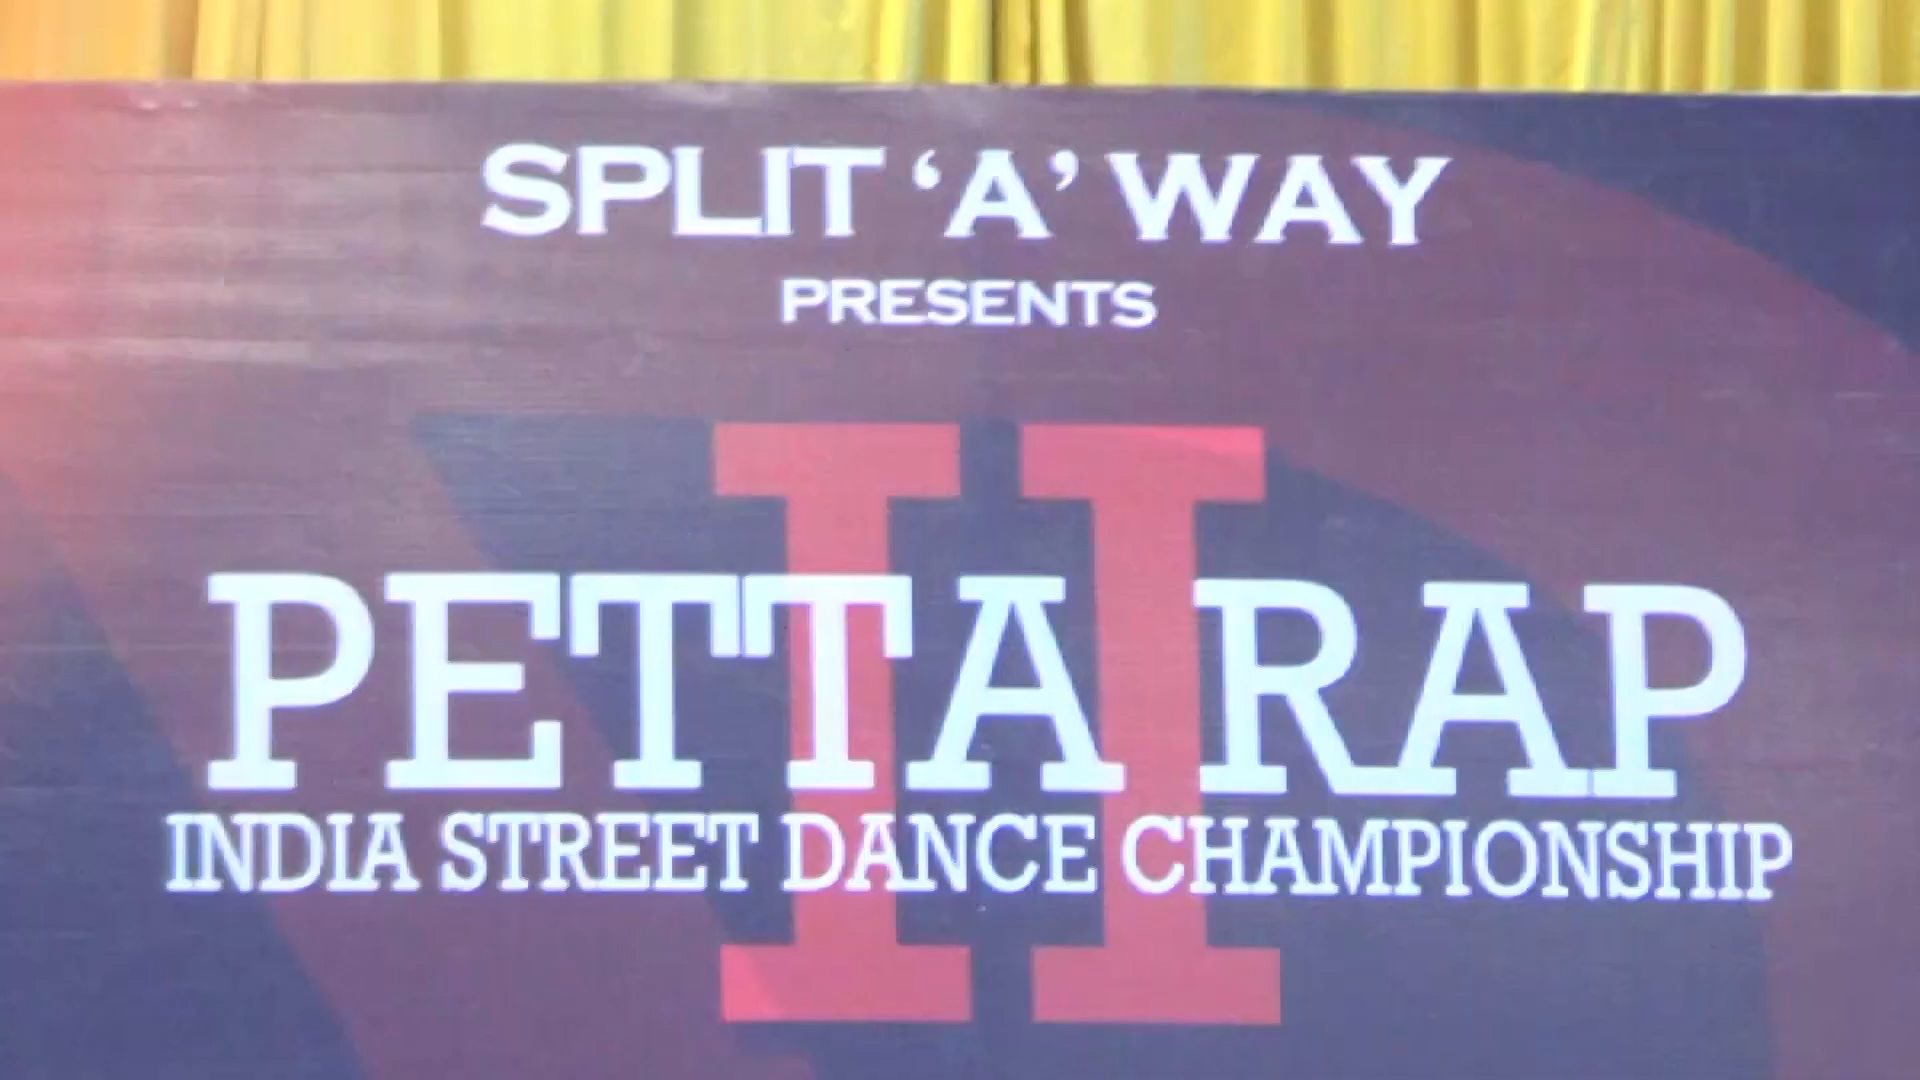 SPLIT ‘A’ WAY
PRESENTS
II
PETTA RAP
INDIA STREET DANCE CHAMPIONSHIP